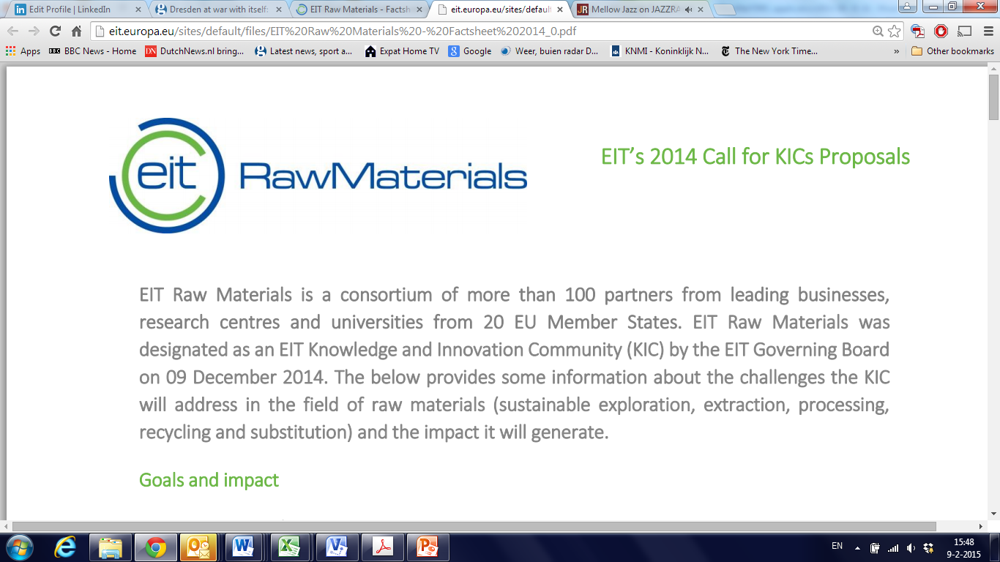 Edit Profile | LinkedIn
Dresden at war with itself:
EIT Raw Materials - Factsh
eit.europa.eu/sites/defaul
JR Mellow Jazz on JAZZRA
eit.europa.eu/sites/default/files/EIT%20Raw%20Materials%20-%20Factsheet%202014_0.pdf
Apps
BBC News - Home
DN DutchNews.nl bring...
Latest news, sport a...
Expat Home TV
Google
Weer, buien radar D...
KNMI - Koninklijk N...
The New York Time...
»
Other bookmarks
eit RawMaterials
EIT's 2014 Call for KICs Proposals
EIT Raw Materials is a consortium of more than 100 partners from leading businesses,
research centres and universities from 20 EU Member States. EIT Raw Materials was
designated as an EIT Knowledge and Innovation Community (KIC) by the EIT Governing Board
on 09 December 2014. The below provides some information about the challenges the KIC
will address in the field of raw materials (sustainable exploration, extraction, processing,
recycling and substitution) and the impact it will generate.
Goals and impact
EN
15:48
9-2-2015